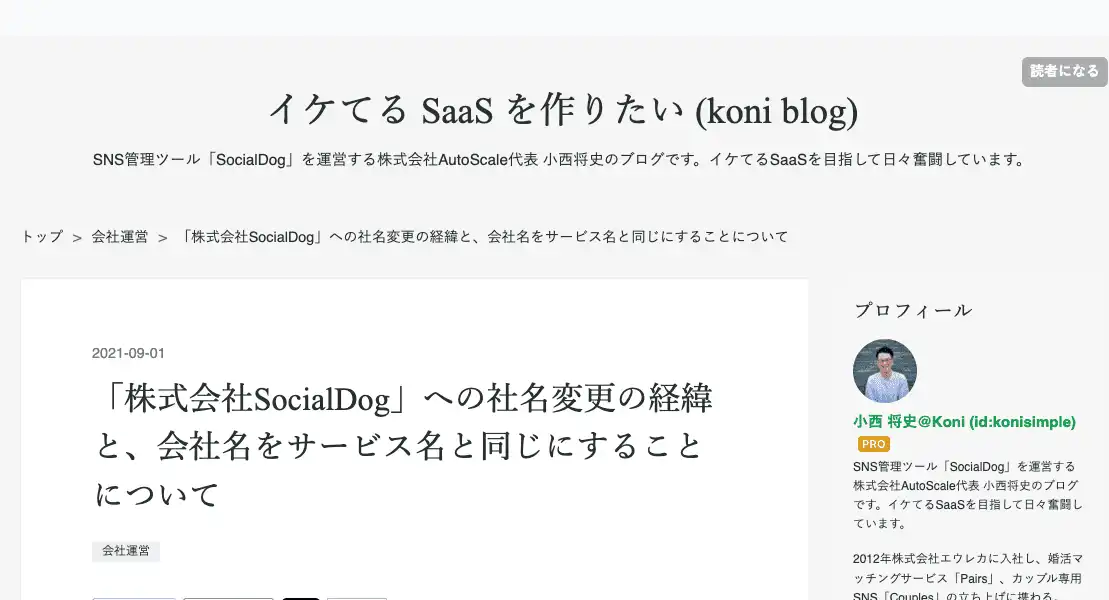 読者になる
イケてる SaaS を作りたい (koni blog)
SNS管理ツール「SocialDog」を運営する株式会社AutoScale代表 小西将史のブログです。イケてるSaaSを目指して日々奮闘しています。
トップ > 会社運営 > 「株式会社SocialDog」への社名変更の経緯と、会社名をサービス名と同じにすることについて
2021-09-01
「株式会社SocialDog」への社名変更の経緯
と、会社名をサービス名と同じにすること
について
会社運営
プロフィール
小西 将史@Koni (id:konisimple)
PRO
SNS管理ツール「SocialDog」を運営する
株式会社AutoScale代表 小西将史のブログ
です。イケてるSaaSを目指して日々奮闘し
ています。
2012年株式会社エウレカに入社し、婚活マ
ッチングサービス「Pairs」、カップル専用
SNS「Couples」の立ち上げに携わる。